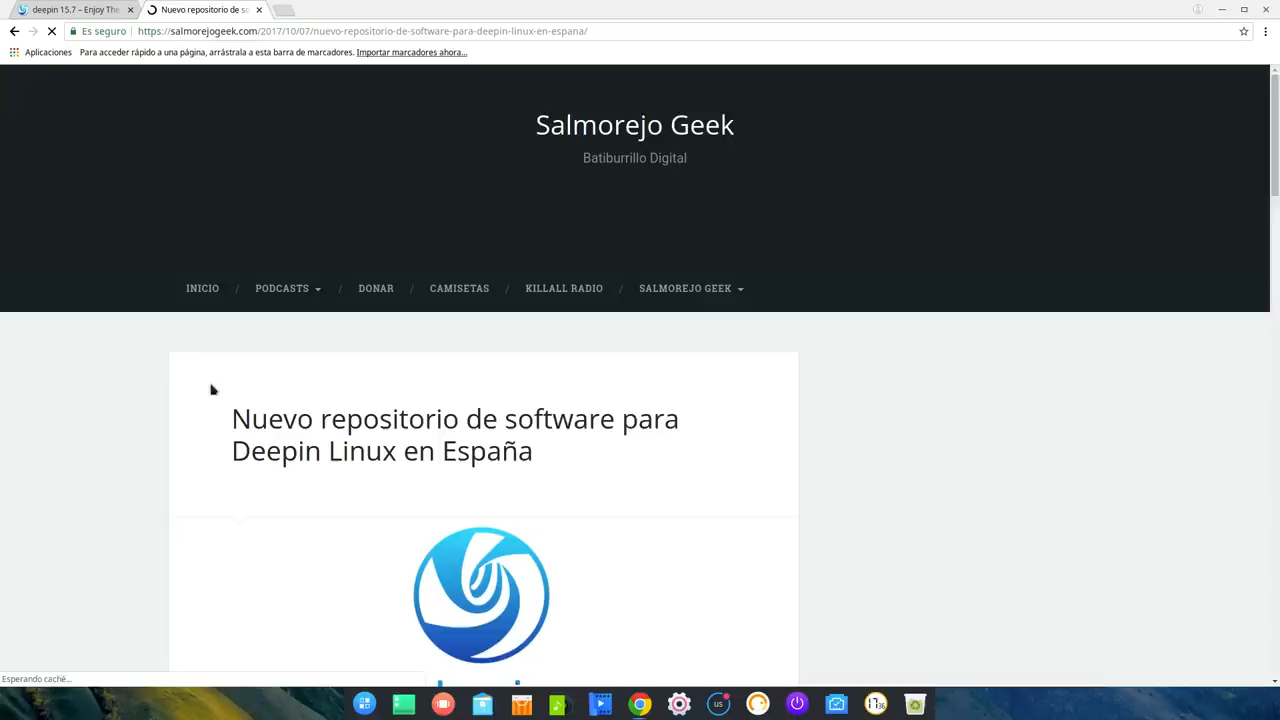 deepin 15.7 – Enjoy The
Nuevo repositorio de so
Es seguro
https://salmorejogeek.com/2017/10/07/nuevo-repositorio-de-software-para-deepin-linux-en-espana/
Aplicaciones
Para acceder rápido a una página, arrástrala a esta barra de marcadores. Importar marcadores ahora...
Salmorejo Geek
Batiburrillo Digital
INICIO / PODCASTS / DONAR / CAMISETAS / KILLALL RADIO / SALMOREJO GEEK
Nuevo repositorio de software para
Deepin Linux en España
Esperando caché...
us